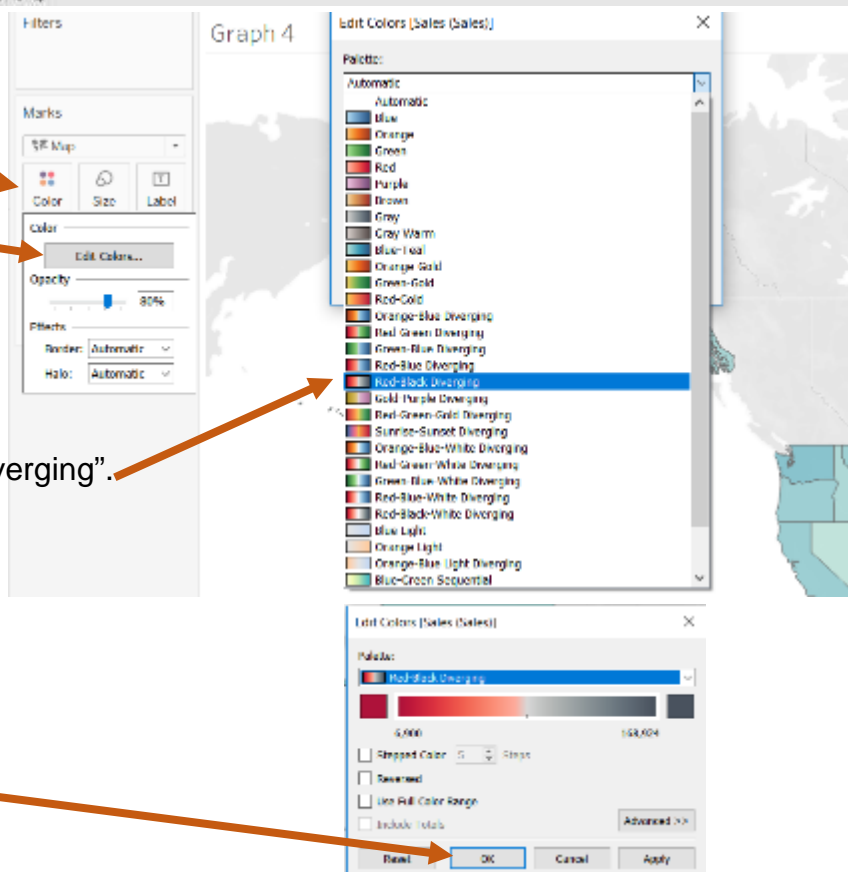 Filters
Graph 4
Marks
Map
Color Size Label
Color
Edit Colors...
Opacity
80%
Effects
Border: Automatic
Halo: Automatic
verging”.
Edit Colors [Sales (Sales)]
Palette:
Automatic
Automatic
Blue
Orange
Green
Red
Purple
Brown
Gray
Gray Warm
Blue-Teal
Orange-Gold
Green-Gold
Red-Gold
Orange-Blue Diverging
Red-Green Diverging
Green-Blue Diverging
Red-Blue Diverging
Red-Black Diverging
Gold-Purple Diverging
Red-Green-Gold Diverging
Sunrise-Sunset Diverging
Orange-Blue-White Diverging
Red-Green-White Diverging
Green-Blue-White Diverging
Red-Blue-White Diverging
Red-Black-White Diverging
Blue Light
Orange Light
Orange-Blue Light Diverging
Blue-Green Sequential
Edit Colors [Sales (Sales)]
Palette:
Red-Black Diverging
Stepped Color 5 Steps
Reversed
Use Full Color Range
Include Totals
Advanced >>
Reset OK Cancel Apply